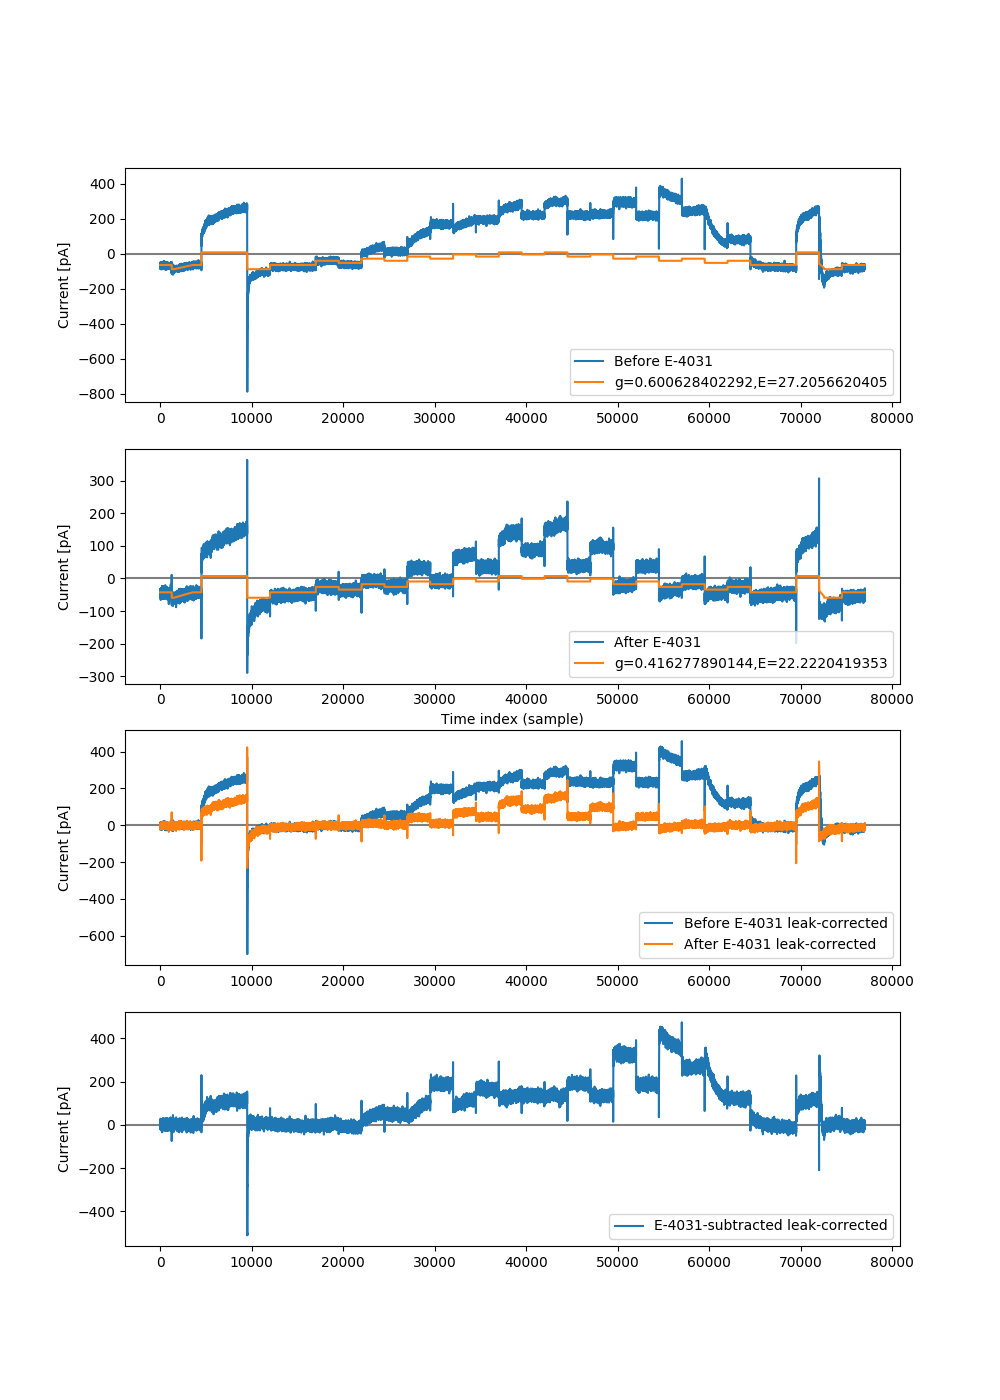 400
200
0
−200
−400
−600
−800
Current [pA]
Before E-4031
g=0.600628402292,E=27.2056620405
0 10000 20000 30000 40000 50000 60000 70000 80000
300
200
100
0
−100
−200
−300
Current [pA]
After E-4031
g=0.416277890144,E=22.2220419353
0 10000 20000 30000 40000 50000 60000 70000 80000
Time index (sample)
400
200
0
−200
−400
−600
Current [pA]
Before E-4031 leak-corrected
After E-4031 leak-corrected
0 10000 20000 30000 40000 50000 60000 70000 80000
400
200
0
−200
−400
Current [pA]
E-4031-subtracted leak-corrected
0 10000 20000 30000 40000 50000 60000 70000 80000